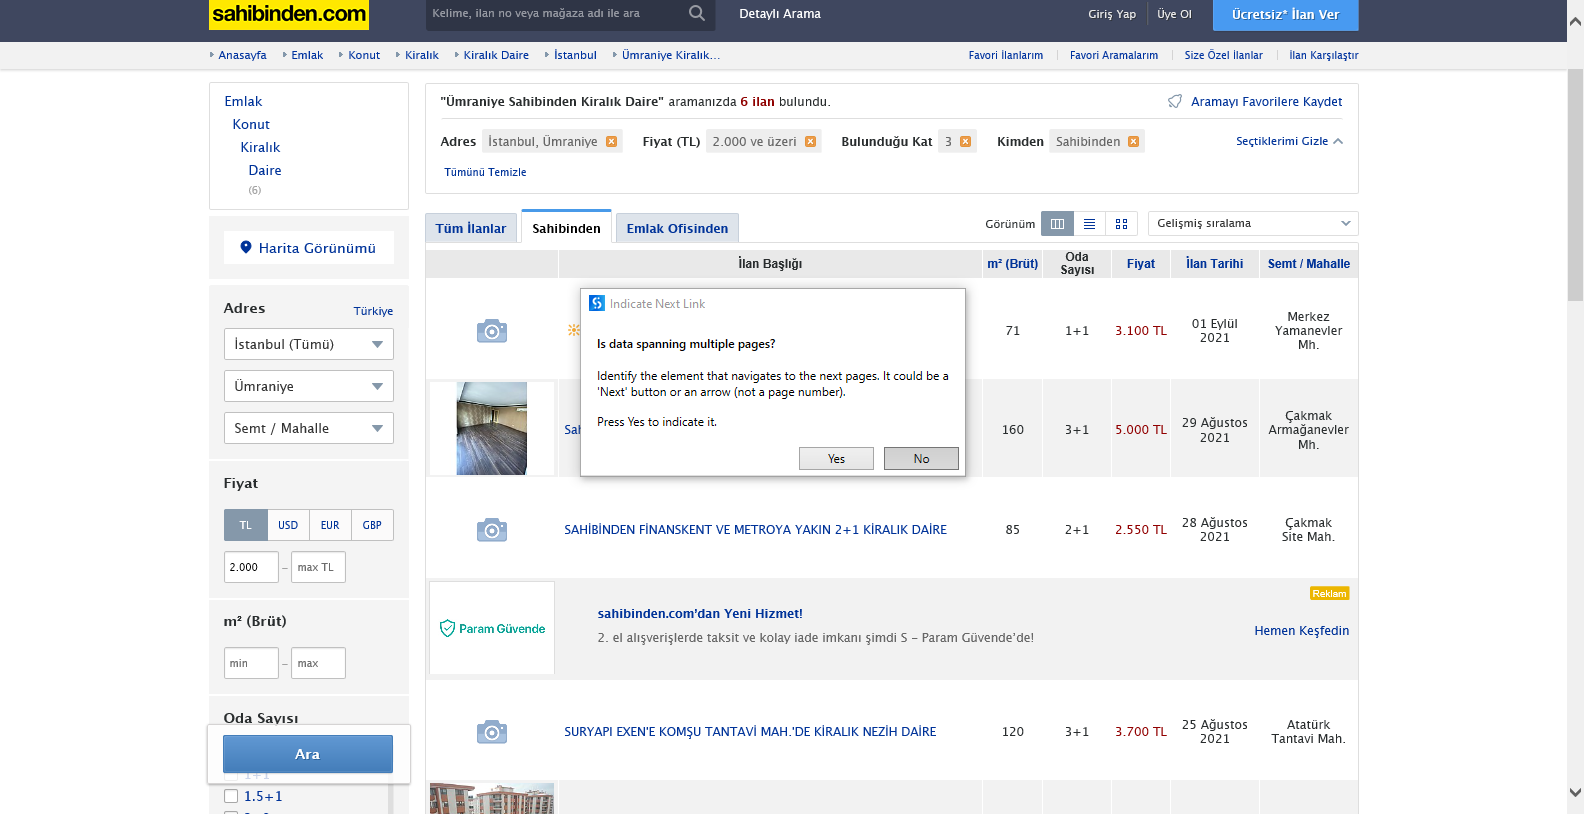 sahibinden.com
Kelime, ilan no veya mağaza adı ile ara
Detaylı Arama
Giriş Yap
Üye Ol
Ücretsiz* İlan Ver
Anasayfa
Emlak
Konut
Kiralık
Kiralık Daire
İstanbul
Ümraniye Kiralık...
Favori İlanlarım
Favori Aramalarım
Size Özel İlanlar
İlan Karşılaştır
Emlak
Konut
Kiralık
Daire
(6)
"Ümraniye Sahibinden Kiralık Daire" aramanızda 6 ilan bulundu.
Aramayı Favorilere Kaydet
Adres İstanbul, Ümraniye
Fiyat (TL) 2.000 ve üzeri
Bulunduğu Kat 3
Kimden Sahibinden
Seçtiklerimi Gizle
Tümünü Temizle
Harita Görünümü
Tüm İlanlar
Sahibinden
Emlak Ofisinden
Görünüm
Gelişmiş sıralama
İlan Başlığı
m² (Brüt)
Oda
Sayısı
Fiyat
İlan Tarihi
Semt / Mahalle
Adres
Türkiye
İstanbul (Tümü)
Ümraniye
Semt / Mahalle
Fiyat
TL
USD
EUR
GBP
2.000
–
max TL
m² (Brüt)
min
–
max
Oda Sayısı
Ara
1+1
1.5+1
Indicate Next Link
Is data spanning multiple pages?
Identify the element that navigates to the next pages. It could be a
'Next' button or an arrow (not a page number).
Press Yes to indicate it.
Yes
No
71
1+1
3.100 TL
01 Eylül
2021
Merkez
Yamanevler
Mh.
160
3+1
5.000 TL
29 Ağustos
2021
Çakmak
Armağanevler
Mh.
SAHİBİNDEN FİNANSKENT VE METROYA YAKIN 2+1 KİRALIK DAİRE
85
2+1
2.550 TL
28 Ağustos
2021
Çakmak
Site Mah.
Param Güvende
sahibinden.com'dan Yeni Hizmet!
2. el alışverişlerde taksit ve kolay iade imkanı şimdi S - Param Güvende'de!
Reklam
Hemen Keşfedin
SURYAPI EXEN'E KOMŞU TANTAVİ MAH.'DE KİRALIK NEZİH DAİRE
120
3+1
3.700 TL
25 Ağustos
2021
Atatürk
Tantavi Mah.